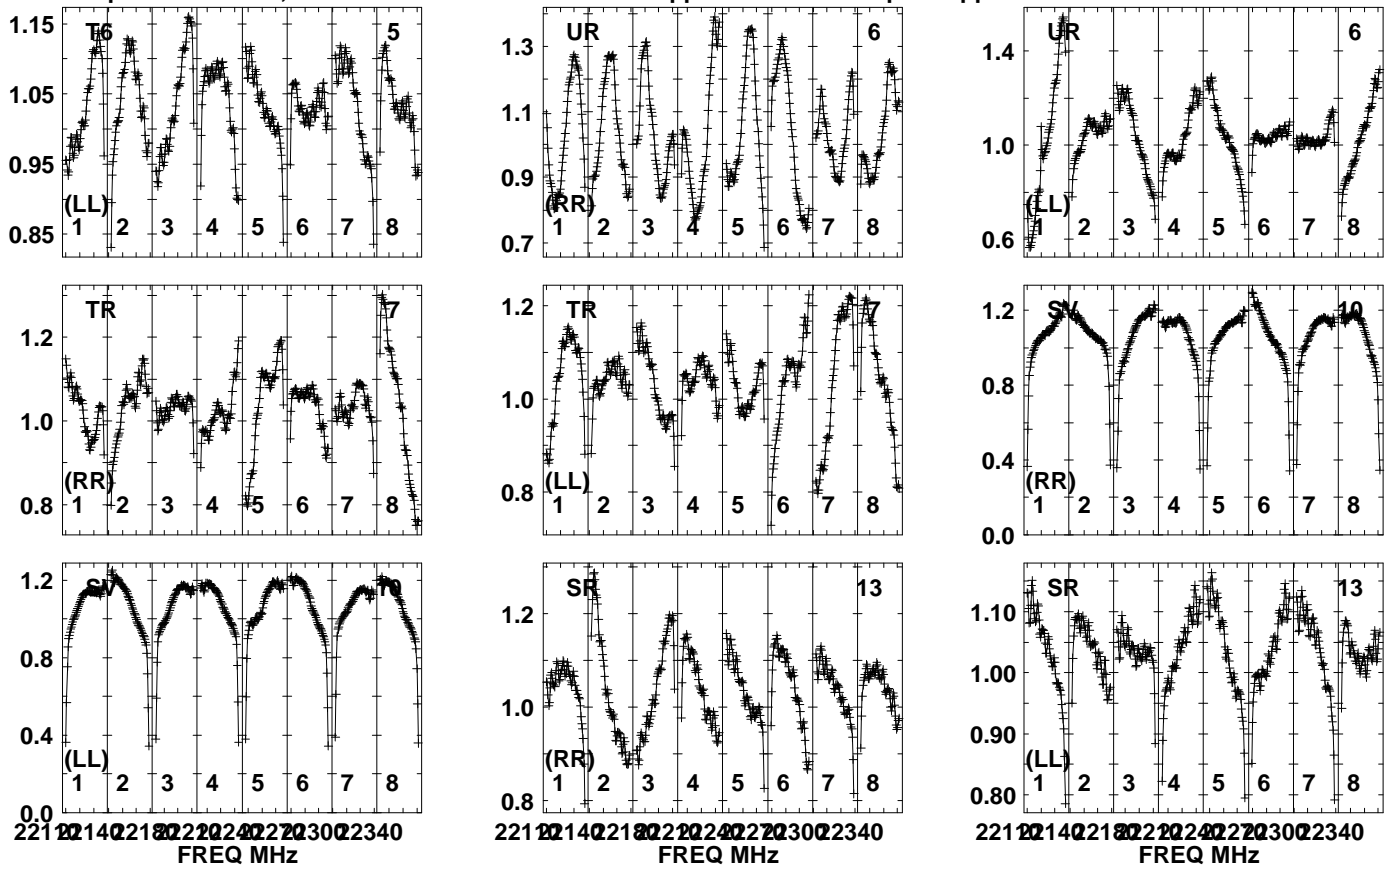 T6 5
1.15
1.05
0.95
0.85
(LL)
1 2 3 4 5 6 7 8
UR 6
1.3
1.1
0.9
0.7
(RR)
1 2 3 4 5 6 7 8
UR 6
1.4
1.0
0.6
(LL)
1 2 3 4 5 6 7 8
TR 7
1.2
1.0
0.8
(RR)
1 2 3 4 5 6 7 8
TR 7
1.2
1.0
0.8
(LL)
1 2 3 4 5 6 7 8
SV 10
1.2
0.8
0.4
0.0
(RR)
1 2 3 4 5 6 7 8
SV 10
1.2
0.8
0.4
0.0
(LL)
1 2 3 4 5 6 7 8
FREQ MHz
SR 13
1.2
1.0
0.8
(RR)
1 2 3 4 5 6 7 8
SR 13
1.10
1.00
0.90
0.80
(LL)
1 2 3 4 5 6 7 8
FREQ MHz